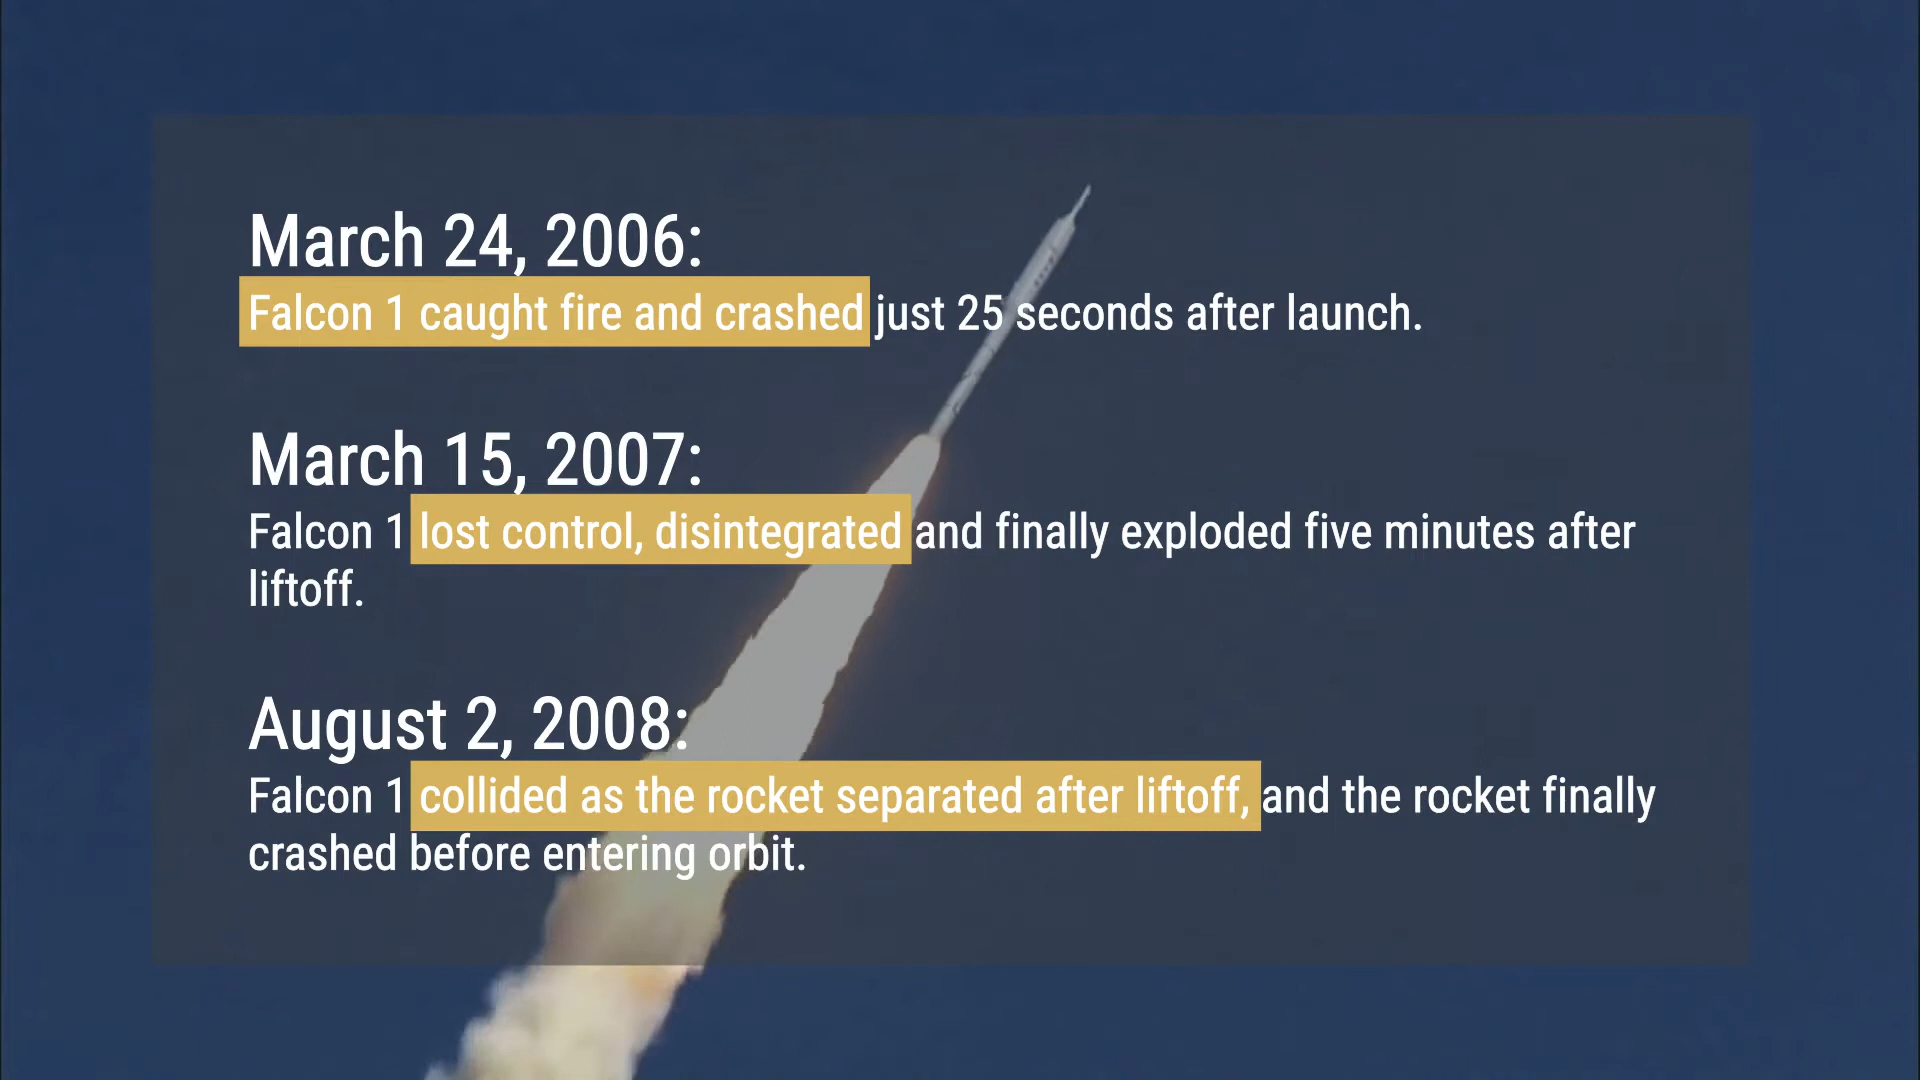 March 24, 2006:
Falcon 1 caught fire and crashed just 25 seconds after launch.
March 15, 2007:
Falcon 1 lost control, disintegrated and finally exploded five minutes after
liftoff.
August 2, 2008:
Falcon 1 collided as the rocket separated after liftoff, and the rocket finally
crashed before entering orbit.